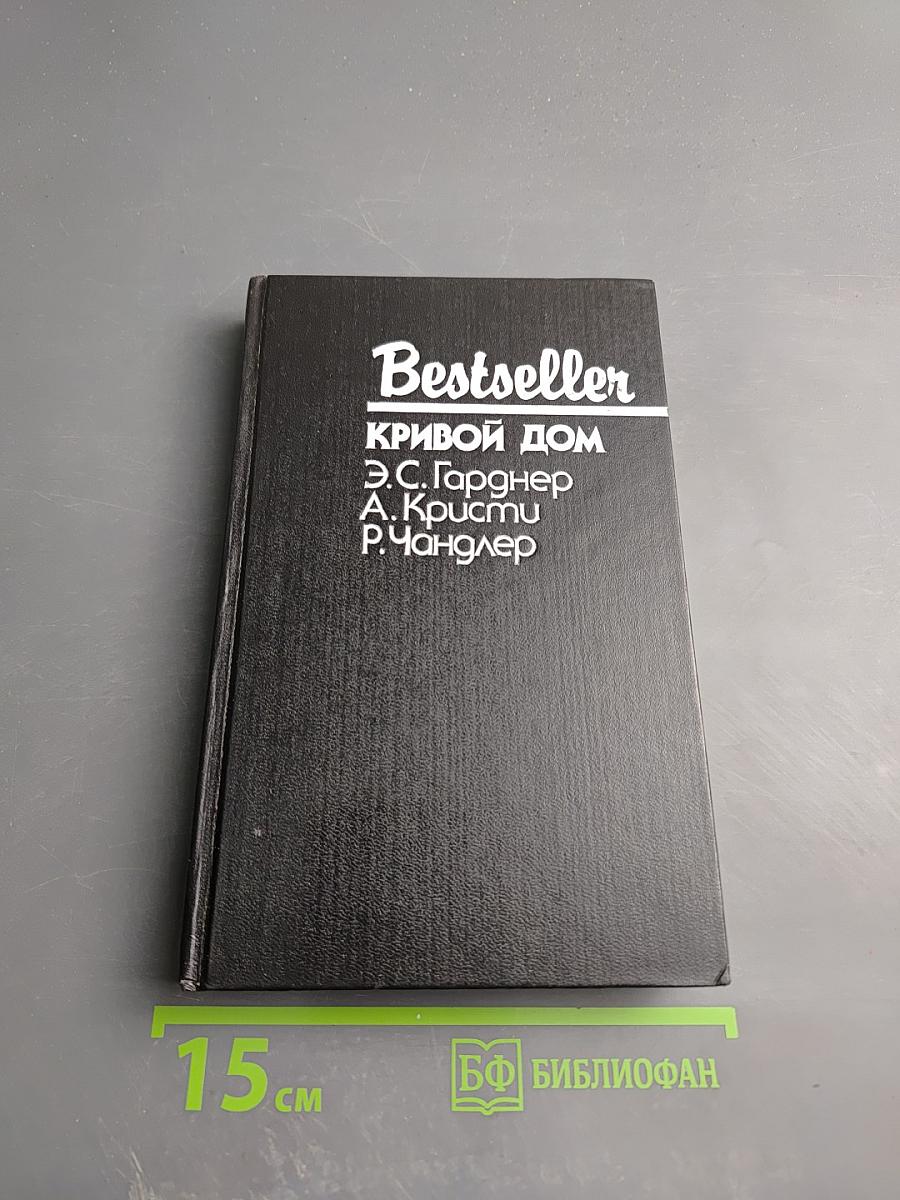 Bestseller
КРИВОЙ ДОМ
Э.С.Гарднер
А.Кристи
Р.Чандлер
15 см
БФ БИБЛИОФАН